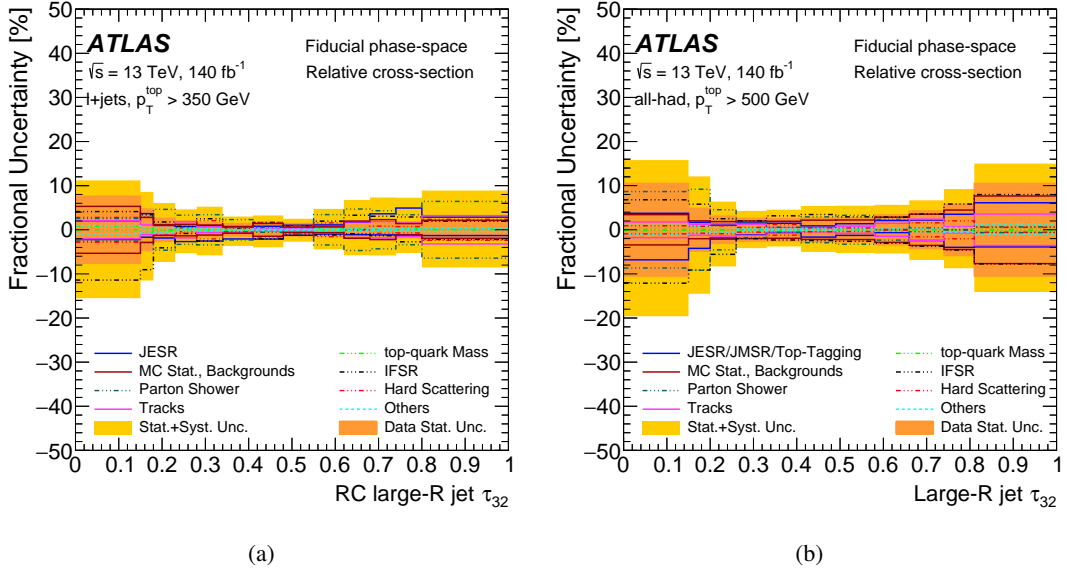 Fractional Uncertainty [%]
50
40
30
20
10
0
−10
−20
−30
−40
−50
ATLAS
√s = 13 TeV, 140 fb-1
l+jets, pTtop > 350 GeV
Fiducial phase-space
Relative cross-section
JESR
MC Stat., Backgrounds
Parton Shower
Tracks
Stat.+Syst. Unc.
top-quark Mass
IFSR
Hard Scattering
Others
Data Stat. Unc.
0 0.1 0.2 0.3 0.4 0.5 0.6 0.7 0.8 0.9 1
RC large-R jet τ32
(a)
Fractional Uncertainty [%]
50
40
30
20
10
0
−10
−20
−30
−40
−50
ATLAS
√s = 13 TeV, 140 fb-1
all-had, pTtop > 500 GeV
Fiducial phase-space
Relative cross-section
JESR/JMSR/Top-Tagging
MC Stat., Backgrounds
Parton Shower
Tracks
Stat.+Syst. Unc.
top-quark Mass
IFSR
Hard Scattering
Others
Data Stat. Unc.
0 0.1 0.2 0.3 0.4 0.5 0.6 0.7 0.8 0.9 1
Large-R jet τ32
(b)